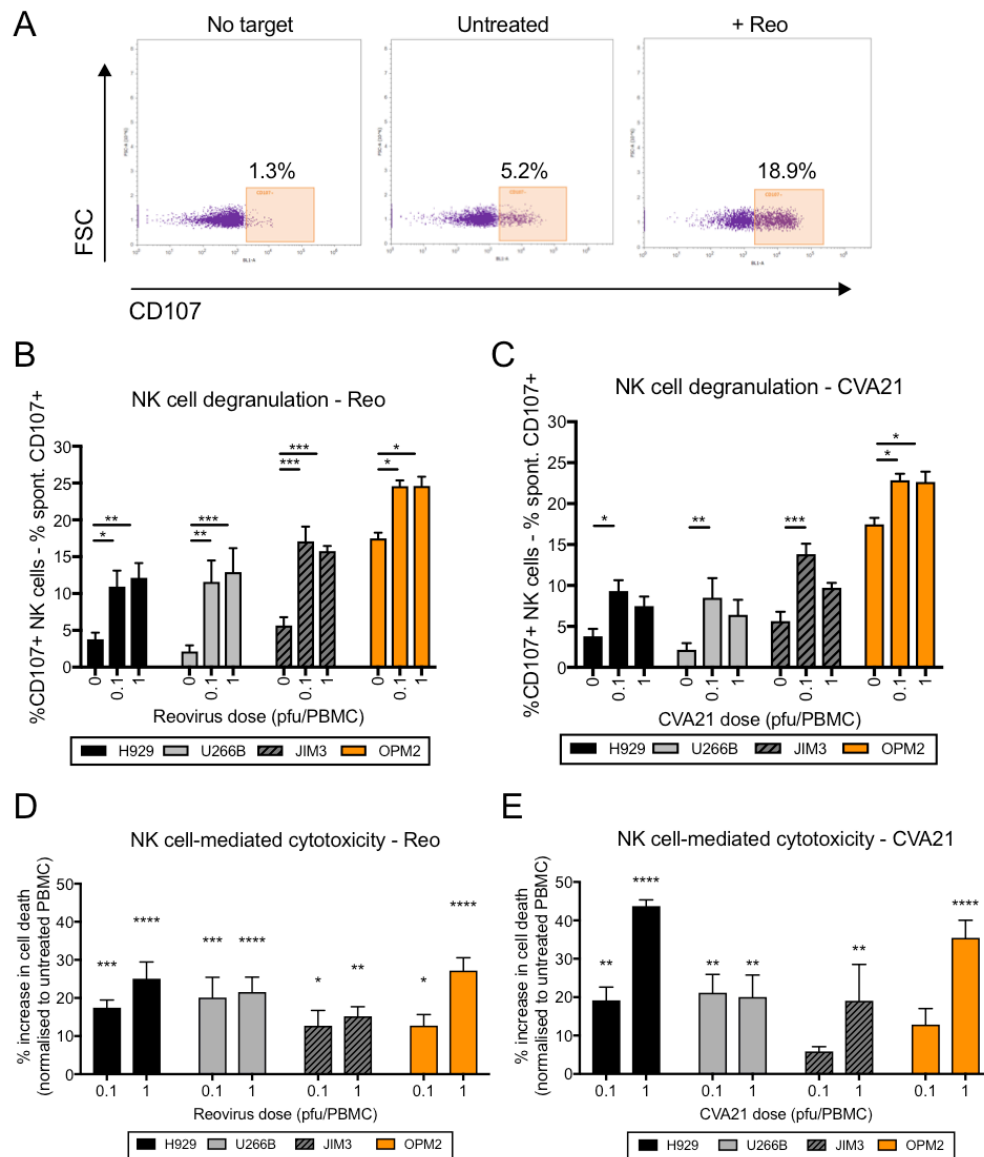 A
No target
Untreated
+ Reo
1.3%
5.2%
18.9%
FSC
CD107
B
NK cell degranulation - Reo
%CD107+ NK cells - % spont. CD107+
30
25
20
15
10
5
0
* ** ** *** *** *** * *
0 0.1 1 0 0.1 1 0 0.1 1 0 0.1 1
Reovirus dose (pfu/PBMC)
H929 U266B JIM3 OPM2
C
NK cell degranulation - CVA21
%CD107+ NK cells - % spont. CD107+
30
25
20
15
10
5
0
* ** *** * *
0 0.1 1 0 0.1 1 0 0.1 1 0 0.1 1
CVA21 dose (pfu/PBMC)
H929 U266B JIM3 OPM2
D
NK cell-mediated cytotoxicity - Reo
% increase in cell death
(normalised to untreated PBMC)
50
40
30
20
10
0
*** **** *** **** * ** * ****
0.1 1 0.1 1 0.1 1 0.1 1
Reovirus dose (pfu/PBMC)
H929 U266B JIM3 OPM2
E
NK cell-mediated cytotoxicity - CVA21
% increase in cell death
(normalised to untreated PBMC)
50
40
30
20
10
0
** **** ** ** ** ****
0.1 1 0.1 1 0.1 1 0.1 1
CVA21 dose (pfu/PBMC)
H929 U266B JIM3 OPM2